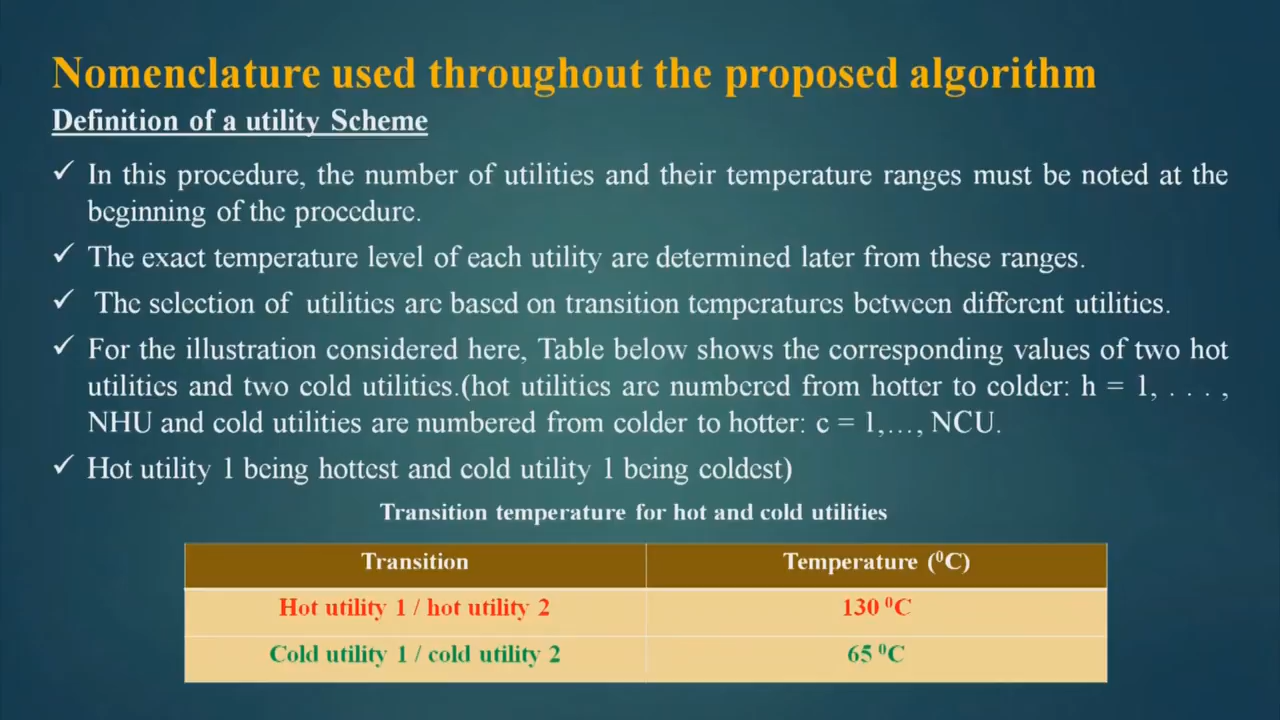 Nomenclature used throughout the proposed algorithm
Definition of a utility Scheme
✓ In this procedure, the number of utilities and their temperature ranges must be noted at the
beginning of the procedure.
✓ The exact temperature level of each utility are determined later from these ranges.
✓ The selection of utilities are based on transition temperatures between different utilities.
✓ For the illustration considered here, Table below shows the corresponding values of two hot
utilities and two cold utilities.(hot utilities are numbered from hotter to colder: h = 1, . . . ,
NHU and cold utilities are numbered from colder to hotter: c = 1,…, NCU.
✓ Hot utility 1 being hottest and cold utility 1 being coldest)
Transition temperature for hot and cold utilities
Transition Temperature (⁰C)
Hot utility 1 / hot utility 2 130 ⁰C
Cold utility 1 / cold utility 2 65 ⁰C